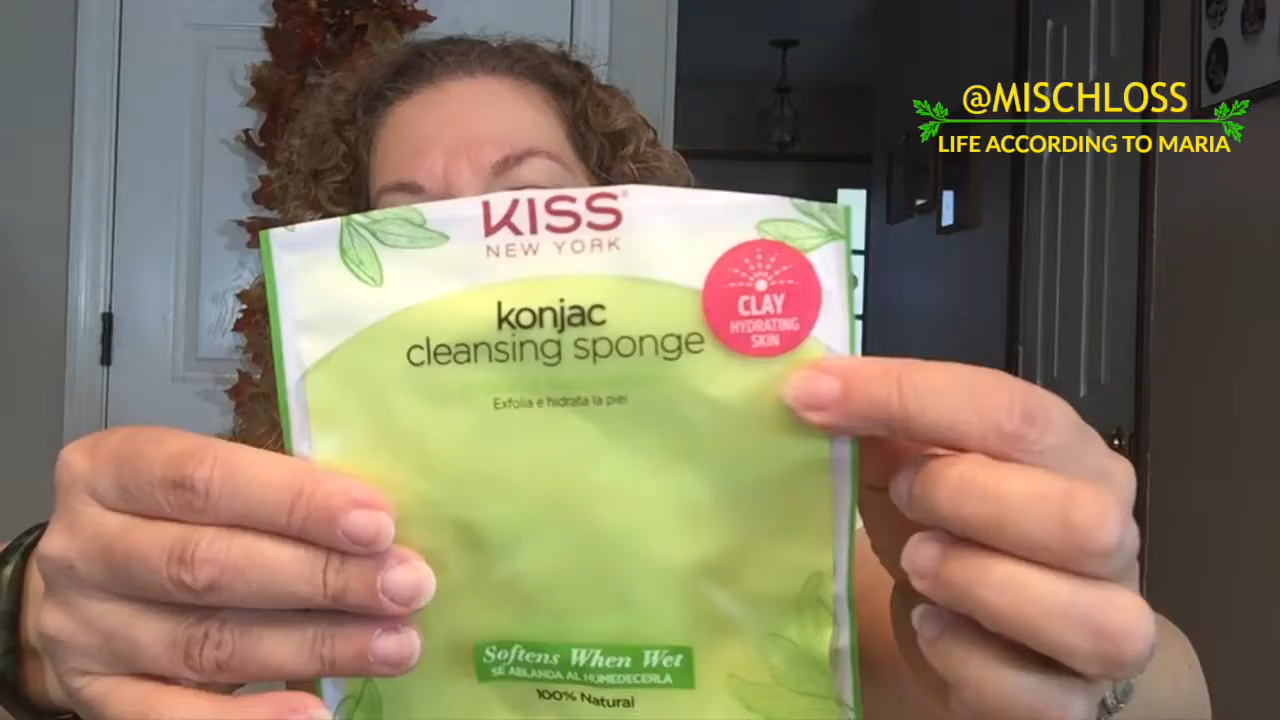 @MISCHLOSS
LIFE ACCORDING TO MARIA
KISS
NEW YORK
konjac
cleansing sponge
CLAY
HYDRATING
SKIN
Exfolia e hidrata la piel
Softens When Wet
SE ABLANDA AL HUMEDECERLA
100% Natural